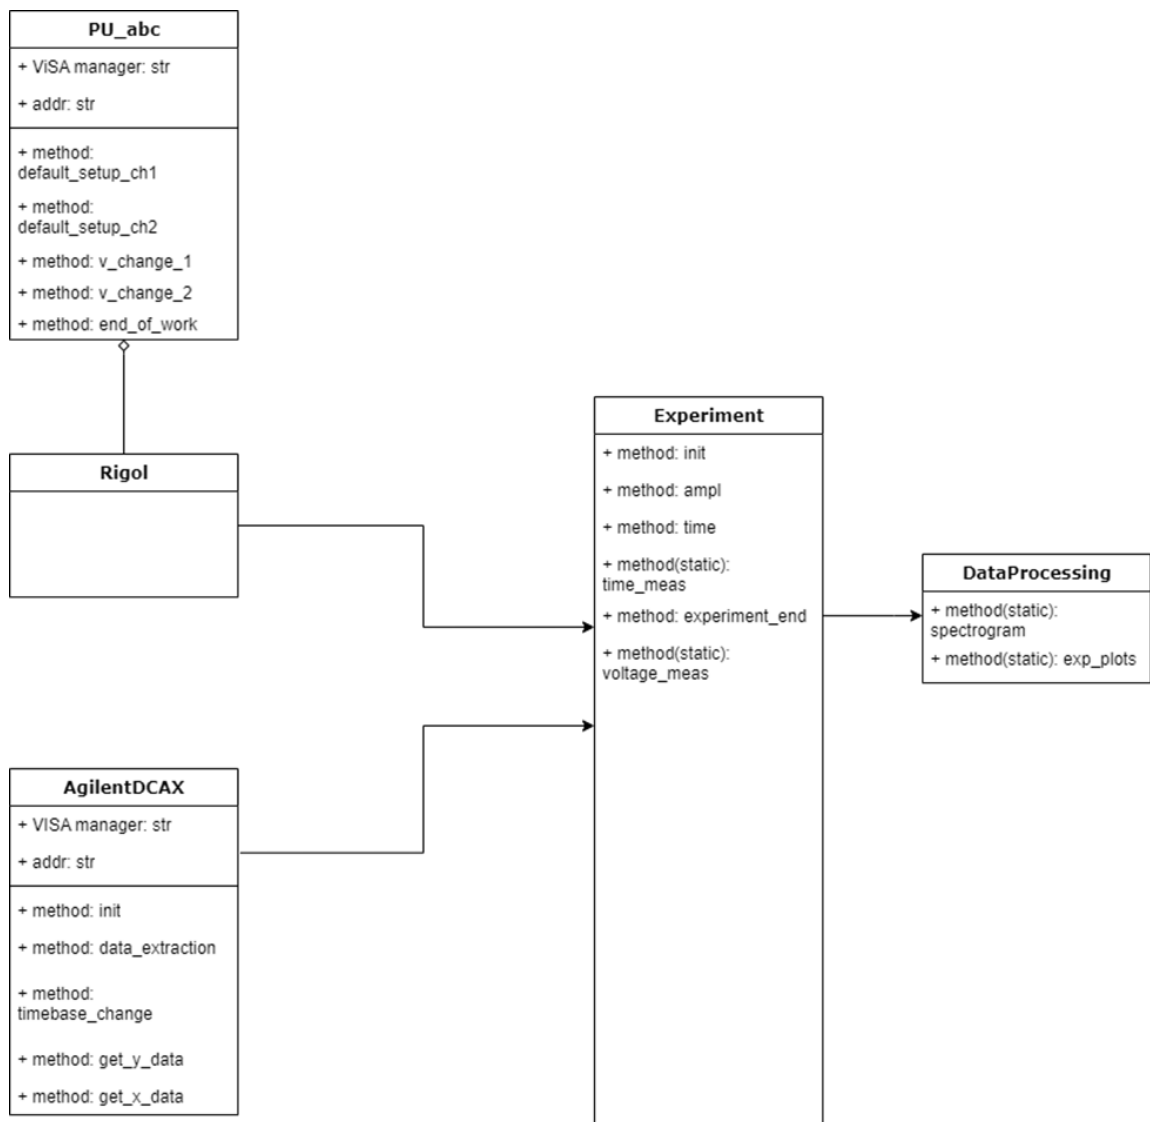 PU_abc
+ ViSA manager: str
+ addr: str
+ method:
default_setup_ch1
+ method:
default_setup_ch2
+ method: v_change_1
+ method: v_change_2
+ method: end_of_work
Rigol
AgilentDCAX
+ VISA manager: str
+ addr: str
+ method: init
+ method: data_extraction
+ method:
timebase_change
+ method: get_y_data
+ method: get_x_data
Experiment
+ method: init
+ method: ampl
+ method: time
+ method(static):
time_meas
+ method: experiment_end
+ method(static):
voltage_meas
DataProcessing
+ method(static):
spectrogram
+ method(static): exp_plots